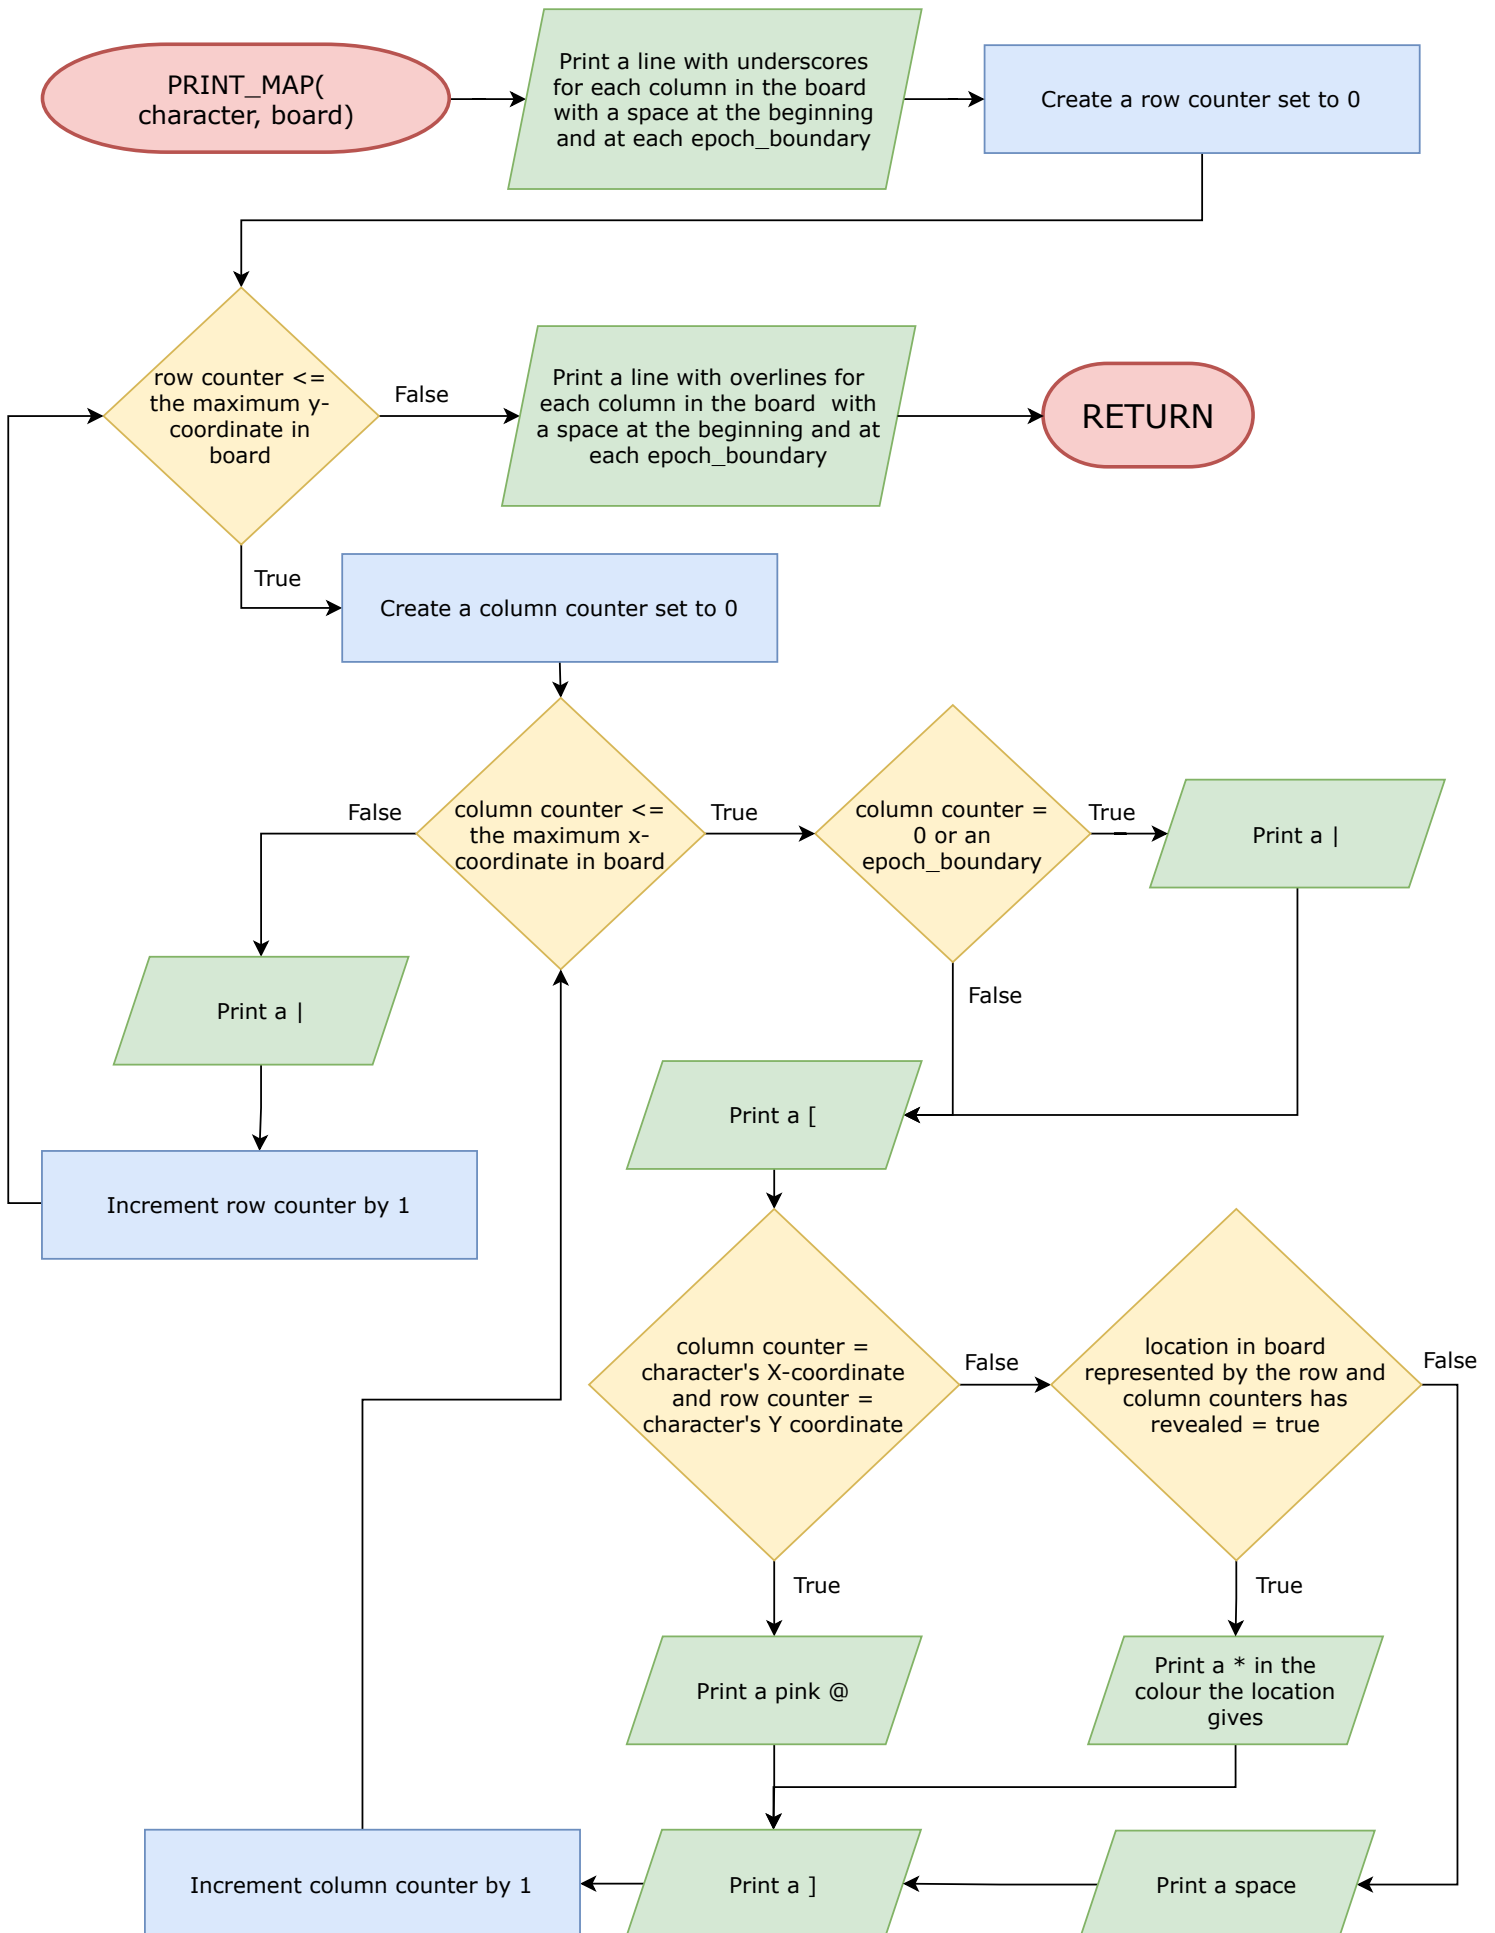 PRINT_MAP(
character, board)
Print a line with underscores
for each column in the board
with a space at the beginning
and at each epoch_boundary
Create a row counter set to 0
row counter <=
the maximum y-
coordinate in
board
False
Print a line with overlines for
each column in the board with
a space at the beginning and at
each epoch_boundary
RETURN
True
Create a column counter set to 0
False
column counter <=
the maximum x-
coordinate in board
True
column counter =
0 or an
epoch_boundary
True
Print a |
False
Print a |
Print a [
Increment row counter by 1
column counter =
character's X-coordinate
and row counter =
character's Y coordinate
False
location in board
represented by the row and
column counters has
revealed = true
False
True
True
Print a pink @
Print a * in the
colour the location
gives
Increment column counter by 1
Print a ]
Print a space